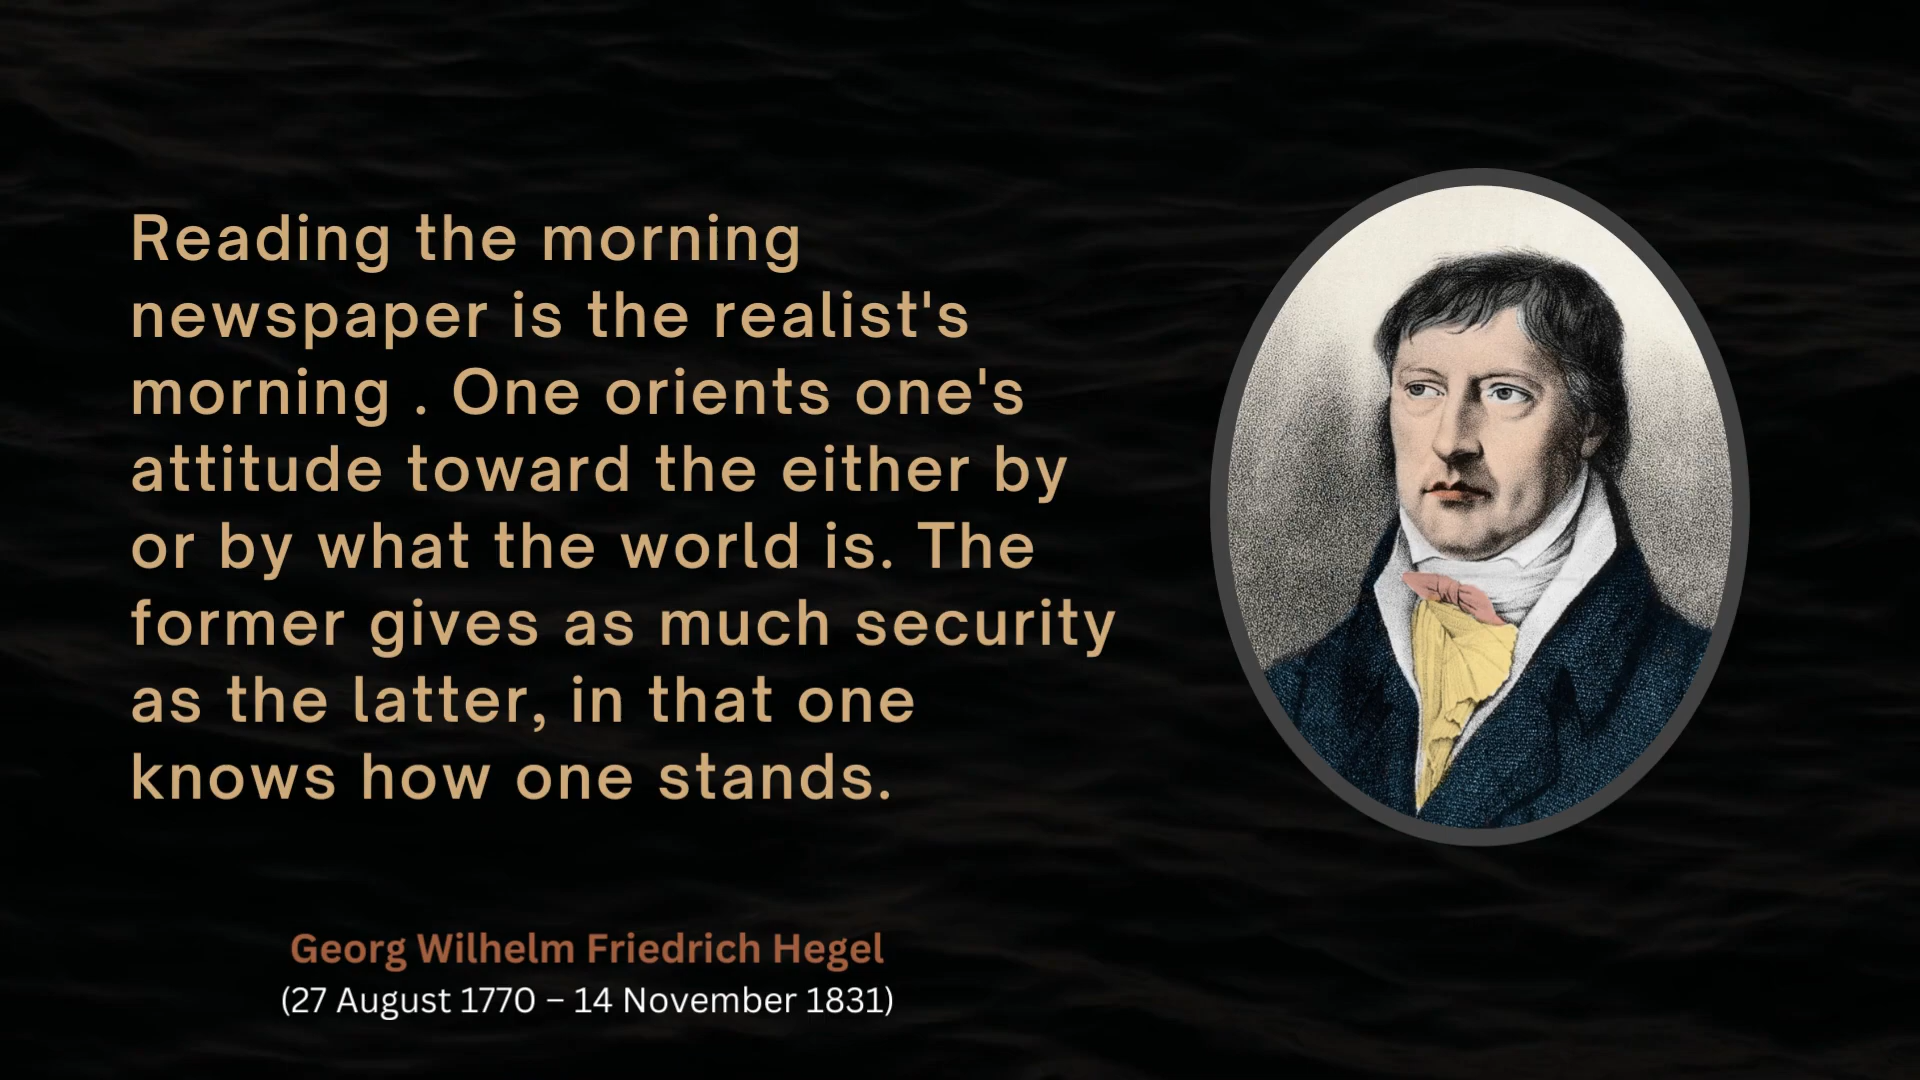 Reading the morning
newspaper is the realist's
morning . One orients one's
attitude toward the either by
or by what the world is. The
former gives as much security
as the latter, in that one
knows how one stands.
Georg Wilhelm Friedrich Hegel
(27 August 1770 – 14 November 1831)